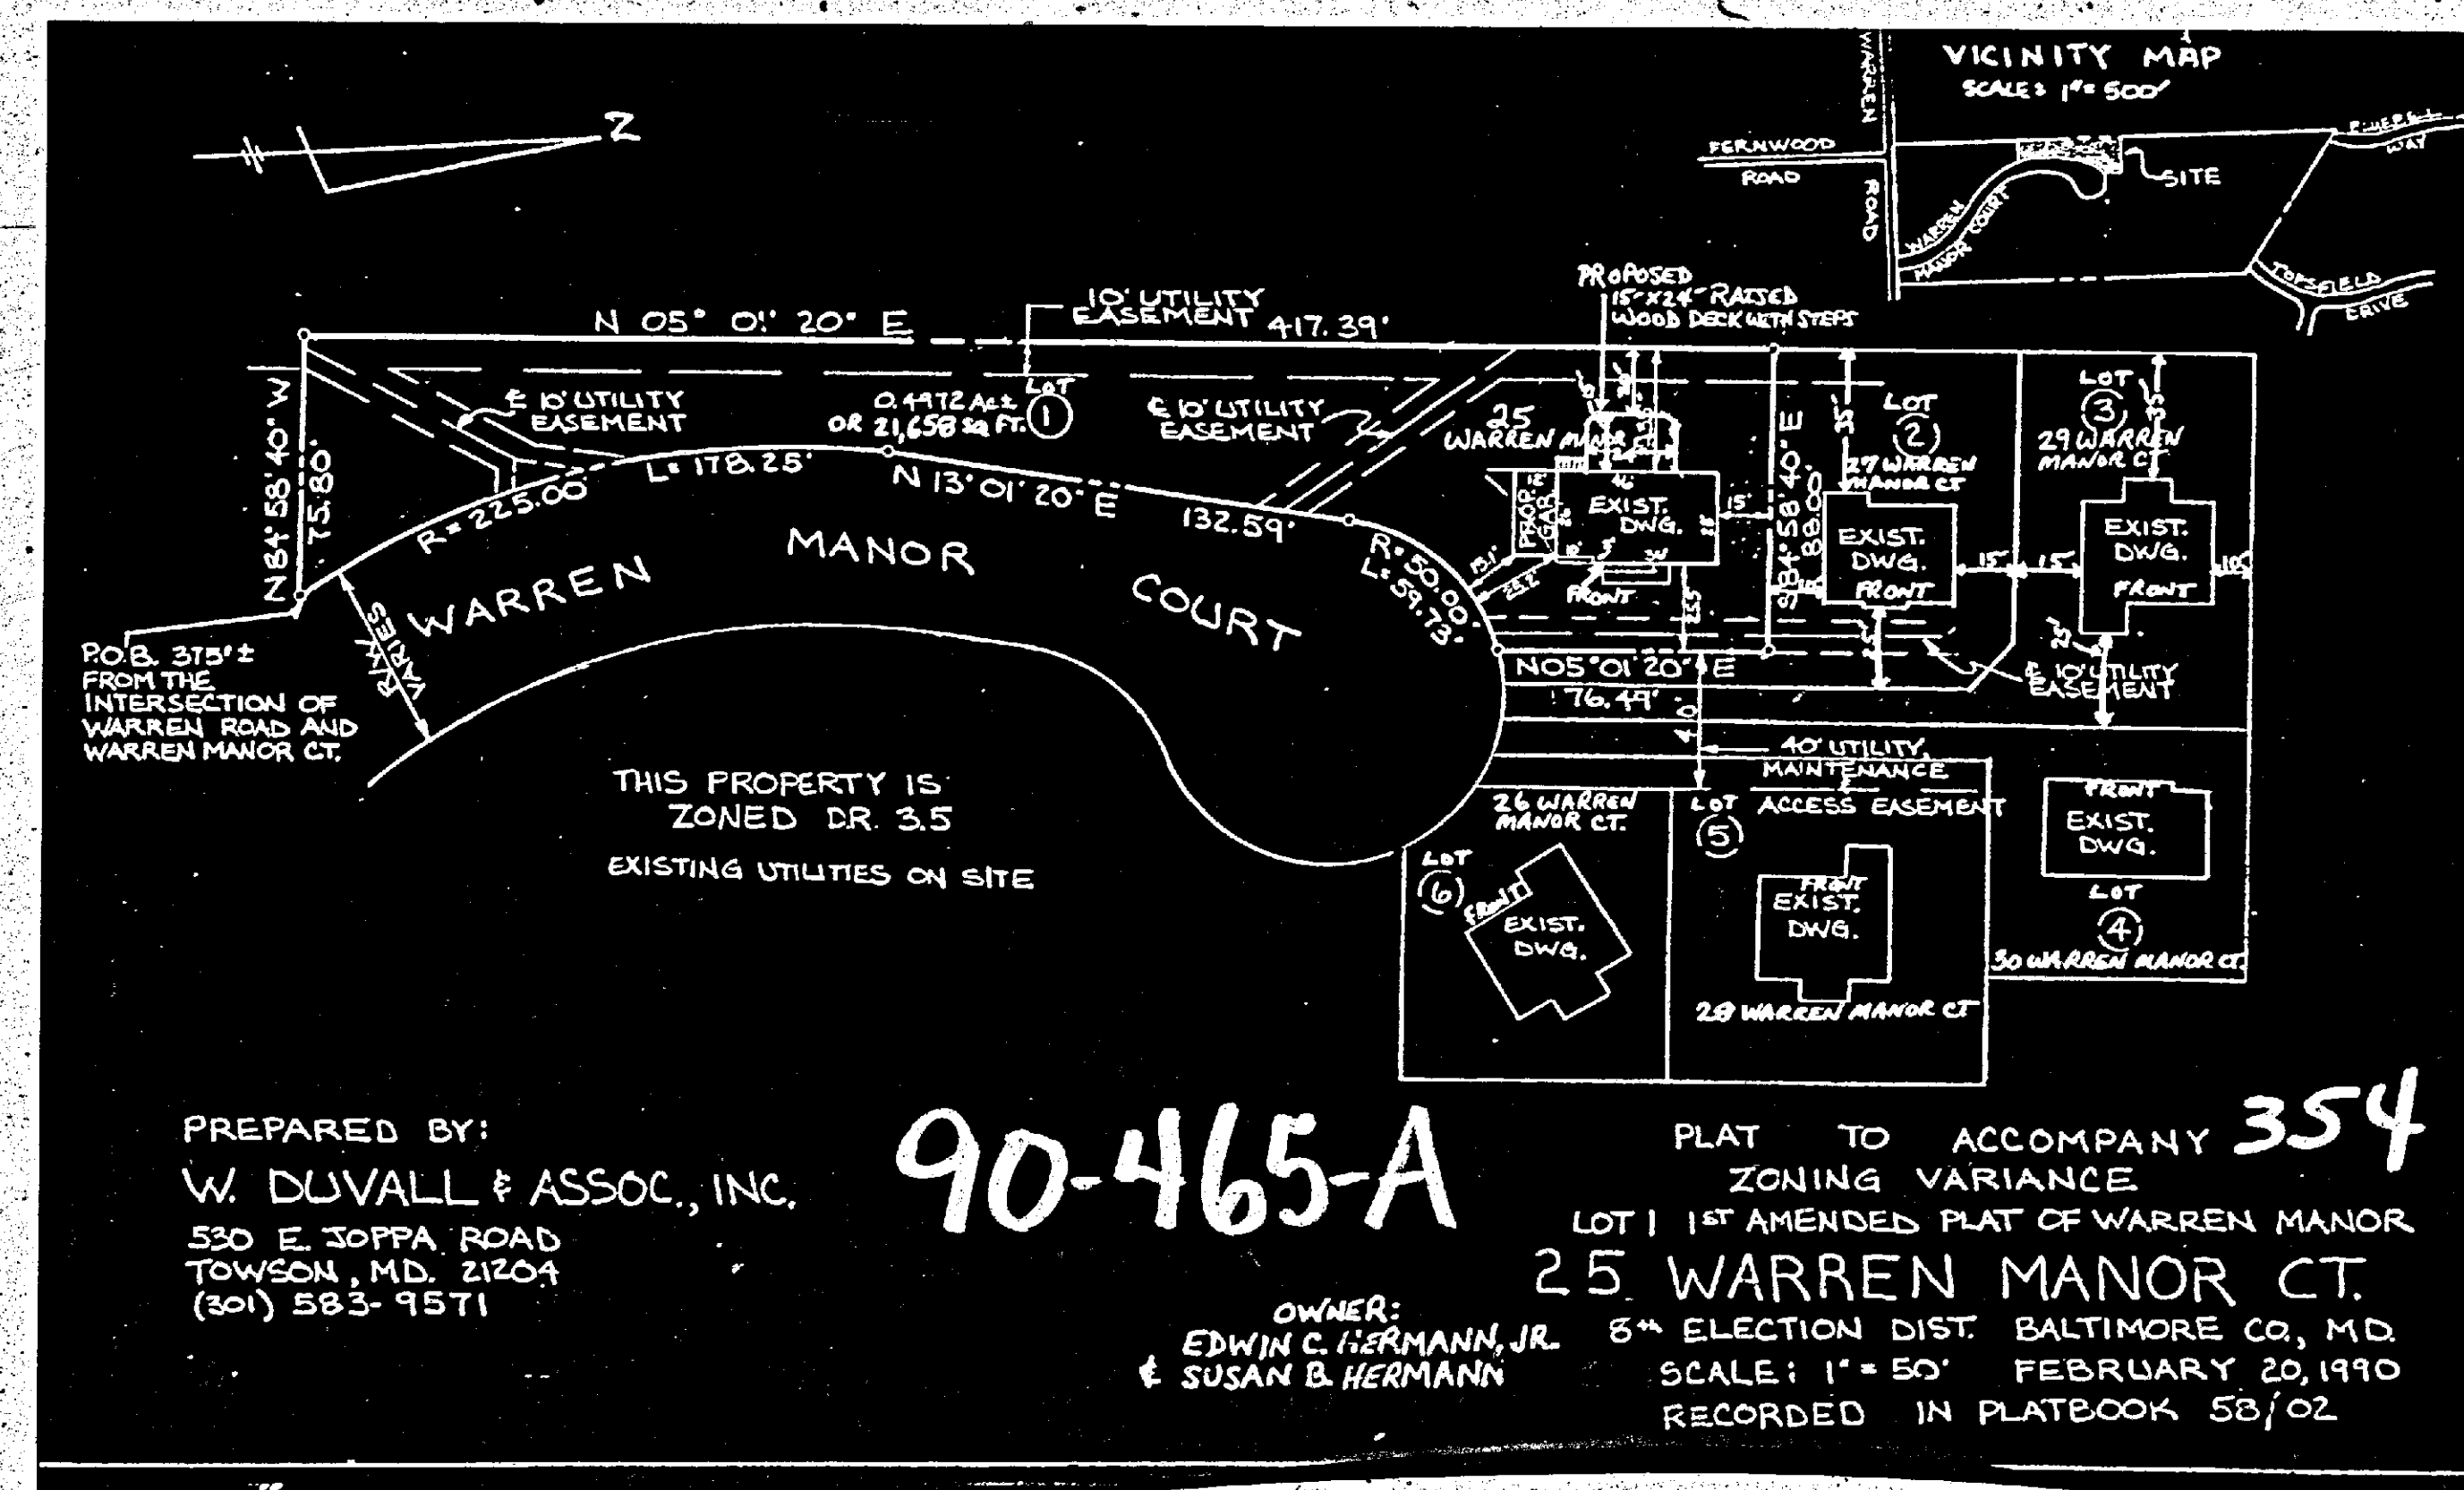 VICINITY MAP
SCALE: 1"= 500'
WARREN
ROAD
FERNWOOD
ROAD
WAY
SITE
WARREN
MANOR COURT
TOPSFIELD
DRIVE
Z
PROPOSED
15'X24' RAISED
WOOD DECK WITH STEPS
10' UTILITY
EASEMENT
N 05° 01' 20" E
417.39'
N 84° 58' 40" W
75.80'
₵ 10' UTILITY
EASEMENT
LOT
1
0.4972 Ac±
OR 21,658 sq FT.
₵ 10' UTILITY
EASEMENT
25
WARREN MANOR
R= 225.00'
L= 178.25'
N 13° 01' 20" E
132.59'
R= 50.00'
L= 59.73'
PROP.
GAR.
EXIST.
DWG.
FRONT
15'
S 84° 58' 40" E
88.00'
35'
LOT
2
27 WARREN
MANOR CT
EXIST.
DWG.
FRONT
15'
LOT
3
35'
29 WARREN
MANOR CT
EXIST.
DWG.
FRONT
15'
10'
25'
WARREN MANOR COURT
R/W
VARIES
P.O.B. 375'±
FROM THE
INTERSECTION OF
WARREN ROAD AND
WARREN MANOR CT.
N05°01'20" E
76.49'
₵ 10' UTILITY
EASEMENT
40' UTILITY,
MAINTENANCE
ACCESS EASEMENT
THIS PROPERTY IS
ZONED D.R. 3.5
EXISTING UTILITIES ON SITE
26 WARREN
MANOR CT.
LOT
6
FRONT
EXIST.
DWG.
LOT
5
FRONT
EXIST.
DWG.
28 WARREN MANOR CT
FRONT
EXIST.
DWG.
LOT
4
30 WARREN MANOR CT.
PREPARED BY:
W. DUVALL & ASSOC., INC.
530 E. JOPPA ROAD
TOWSON, MD. 21204
(301) 583-9571
90-465-A
354
OWNER:
EDWIN C. HERMANN, JR.
& SUSAN B. HERMANN
PLAT TO ACCOMPANY
ZONING VARIANCE
LOT 1 1ST AMENDED PLAT OF WARREN MANOR
25 WARREN MANOR CT.
8th ELECTION DIST. BALTIMORE CO., MD.
SCALE: 1" = 50' FEBRUARY 20, 1990
RECORDED IN PLATBOOK 58/02